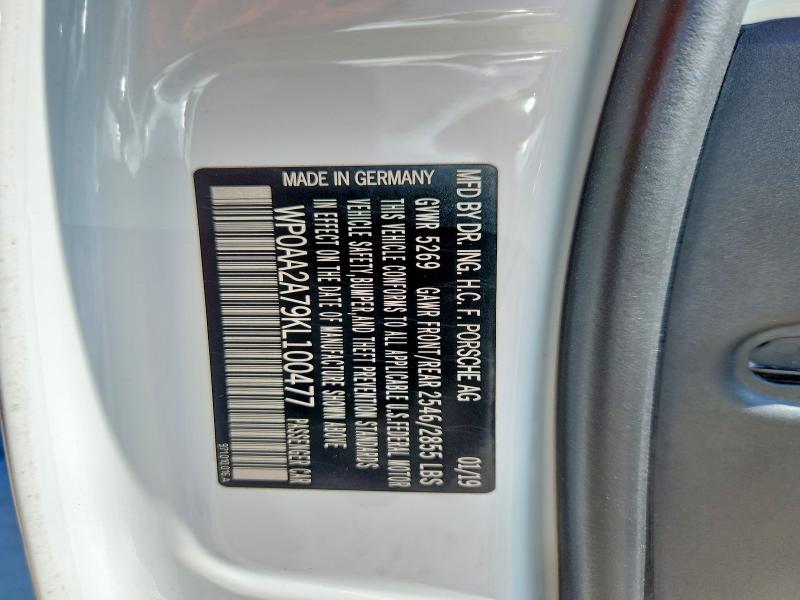 MFD BY DR. ING. H.C. F. PORSCHE AG 01/19
GVWR 5269 GAWR FRONT/REAR 2546/2855 LBS
THIS VEHICLE CONFORMS TO ALL APPLICABLE U.S. FEDERAL MOTOR
VEHICLE SAFETY, BUMPER, AND THEFT PREVENTION STANDARDS
IN EFFECT ON THE DATE OF MANUFACTURE SHOWN ABOVE
WP0AA2A79KL100477 PASSENGER CAR
MADE IN GERMANY